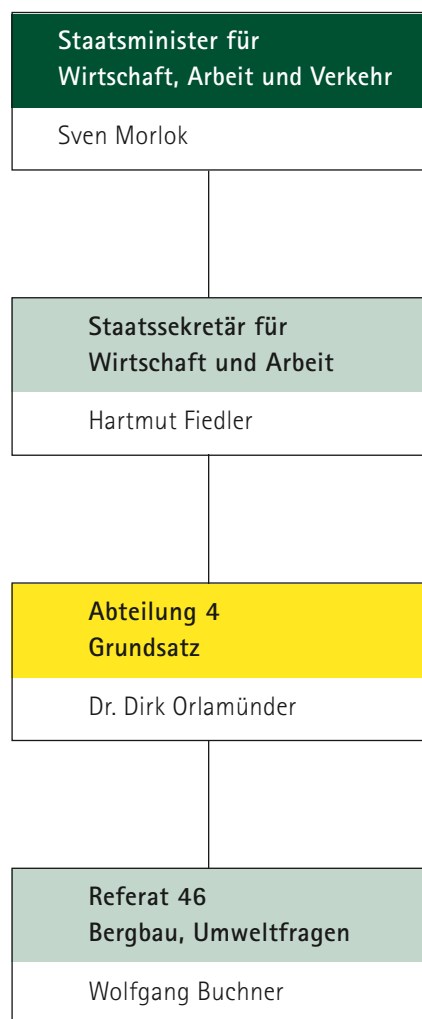 Staatsminister für
Wirtschaft, Arbeit und Verkehr
Sven Morlok
Staatssekretär für
Wirtschaft und Arbeit
Hartmut Fiedler
Abteilung 4
Grundsatz
Dr. Dirk Orlamünder
Referat 46
Bergbau, Umweltfragen
Wolfgang Buchner